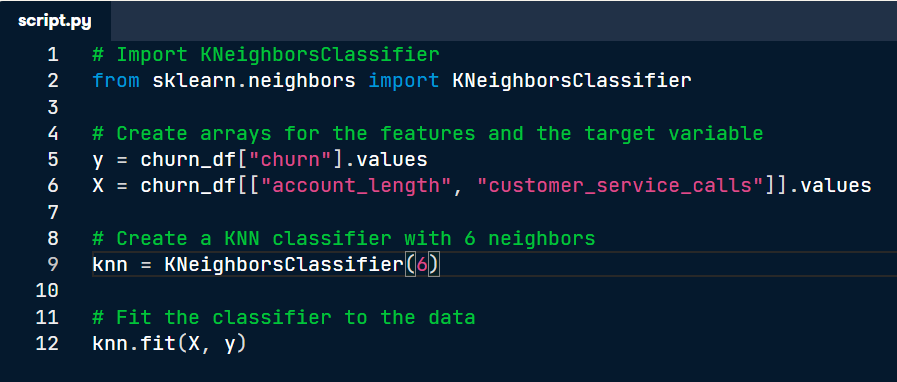 script.py
1 # Import KNeighborsClassifier
2 from sklearn.neighbors import KNeighborsClassifier
3
4 # Create arrays for the features and the target variable
5 y = churn_df["churn"].values
6 X = churn_df[["account_length", "customer_service_calls"]].values
7
8 # Create a KNN classifier with 6 neighbors
9 knn = KNeighborsClassifier(6)
10
11 # Fit the classifier to the data
12 knn.fit(X, y)